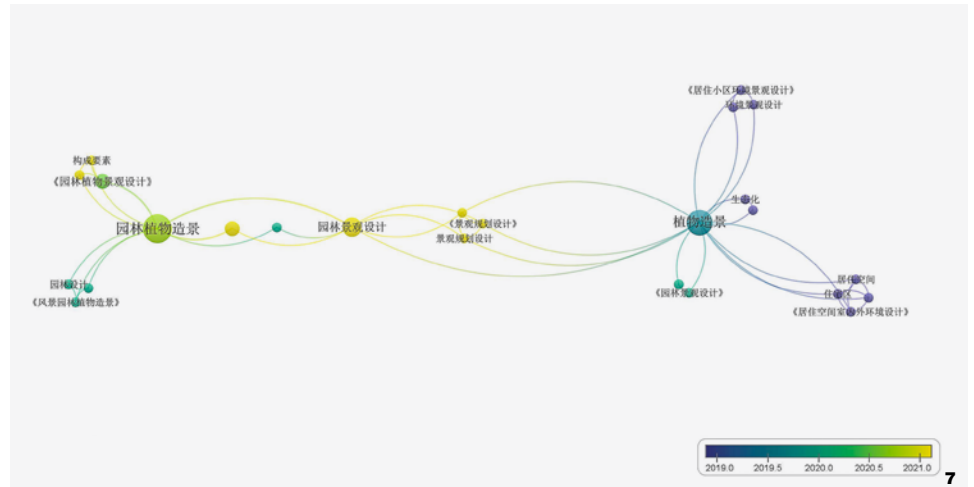 《居住小区环境景观设计》
环境景观设计
构成要素
《园林植物景观设计》
生态化
园林植物造景
园林景观设计
《景观规划设计》
景观规划设计
植物造景
园林设计
《风景园林植物造景》
《园林景观设计》
居住空间
住宅区
《居住空间室内外环境设计》
2019.0 2019.5 2020.0 2020.5 2021.0
7